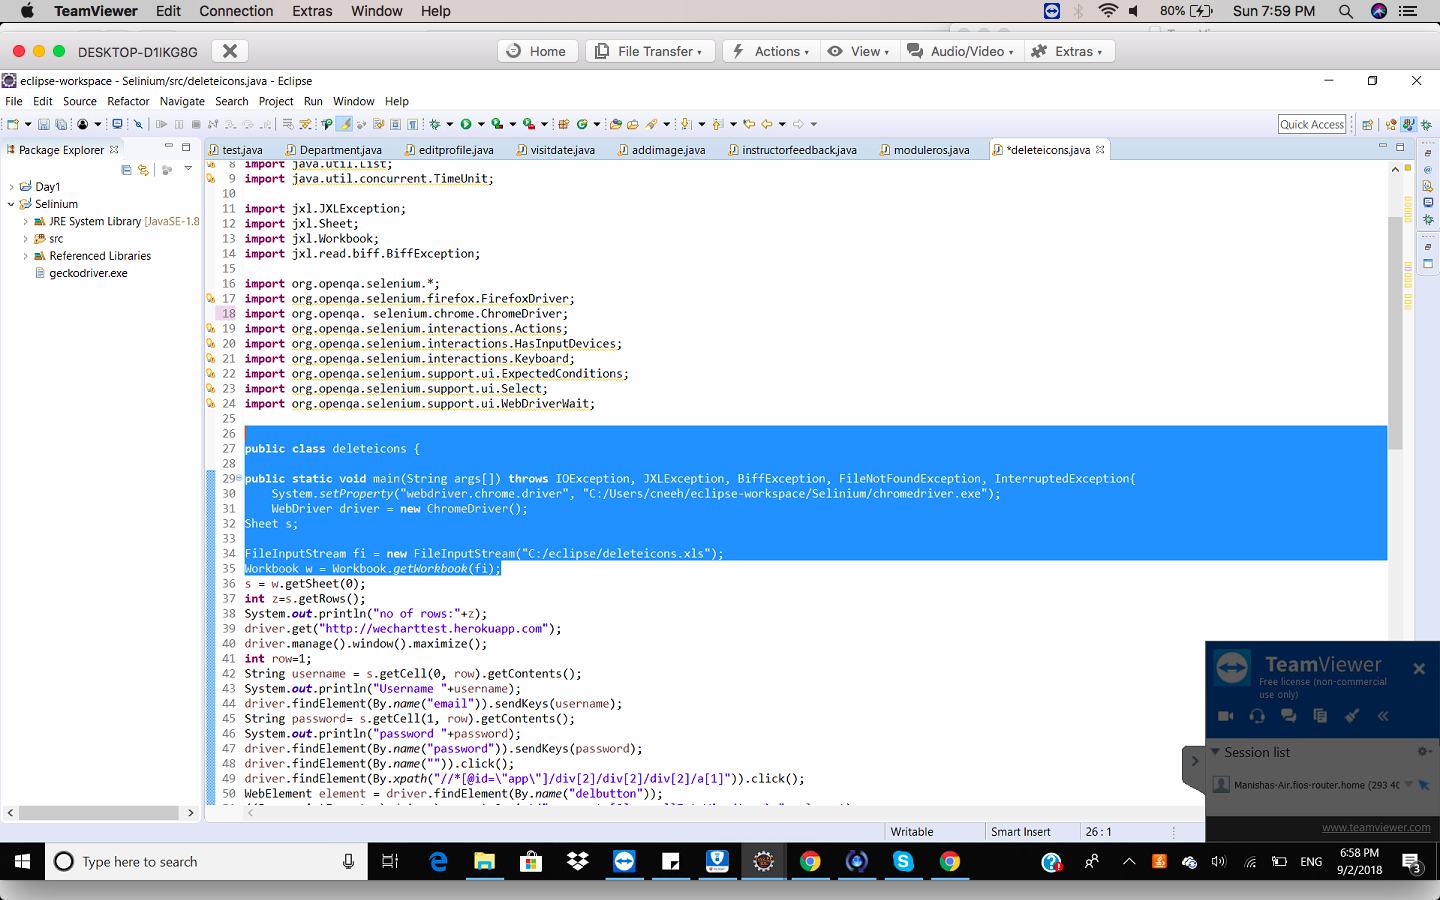 TeamViewer Edit Connection Extras Window Help 80% Sun 7:59 PM
DESKTOP-D1IKG8G Home File Transfer Actions View Audio/Video Extras
eclipse-workspace - Selinium/src/deleteicons.java - Eclipse
File Edit Source Refactor Navigate Search Project Run Window Help
Quick Access
Package Explorer test.java Department.java editprofile.java visitdate.java addimage.java instructorfeedback.java moduleros.java *deleteicons.java
Day1
Selinium
JRE System Library [JavaSE-1.8
src
Referenced Libraries
geckodriver.exe
8 import java.util.List;
9 import java.util.concurrent.TimeUnit;
10
11 import jxl.JXLException;
12 import jxl.Sheet;
13 import jxl.Workbook;
14 import jxl.read.biff.BiffException;
15
16 import org.openqa.selenium.*;
17 import org.openqa.selenium.firefox.FirefoxDriver;
18 import org.openqa. selenium.chrome.ChromeDriver;
19 import org.openqa.selenium.interactions.Actions;
20 import org.openqa.selenium.interactions.HasInputDevices;
21 import org.openqa.selenium.interactions.Keyboard;
22 import org.openqa.selenium.support.ui.ExpectedConditions;
23 import org.openqa.selenium.support.ui.Select;
24 import org.openqa.selenium.support.ui.WebDriverWait;
25
26
27 public class deleteicons {
28
29 public static void main(String args[]) throws IOException, JXLException, BiffException, FileNotFoundException, InterruptedException{
30 System.setProperty("webdriver.chrome.driver", "C:/Users/cneeh/eclipse-workspace/Selinium/chromedriver.exe");
31 WebDriver driver = new ChromeDriver();
32 Sheet s;
33
34 FileInputStream fi = new FileInputStream("C:/eclipse/deleteicons.xls");
35 Workbook w = Workbook.getWorkbook(fi);
36 s = w.getSheet(0);
37 int z=s.getRows();
38 System.out.println("no of rows:"+z);
39 driver.get("http://wecharttest.herokuapp.com");
40 driver.manage().window().maximize();
41 int row=1;
42 String username = s.getCell(0, row).getContents();
43 System.out.println("Username "+username);
44 driver.findElement(By.name("email")).sendKeys(username);
45 String password= s.getCell(1, row).getContents();
46 System.out.println("password "+password);
47 driver.findElement(By.name("password")).sendKeys(password);
48 driver.findElement(By.name("")).click();
49 driver.findElement(By.xpath("//*[@id=\"app\"]/div[2]/div[2]/div[2]/a[1]")).click();
50 WebElement element = driver.findElement(By.name("delbutton"));
TeamViewer
Free license (non-commercial
use only)
Session list
Manishas-Air.fios-router.home (293 4(
www.teamviewer.com
Writable Smart Insert 26 : 1
Type here to search
ENG
6:58 PM
9/2/2018
3